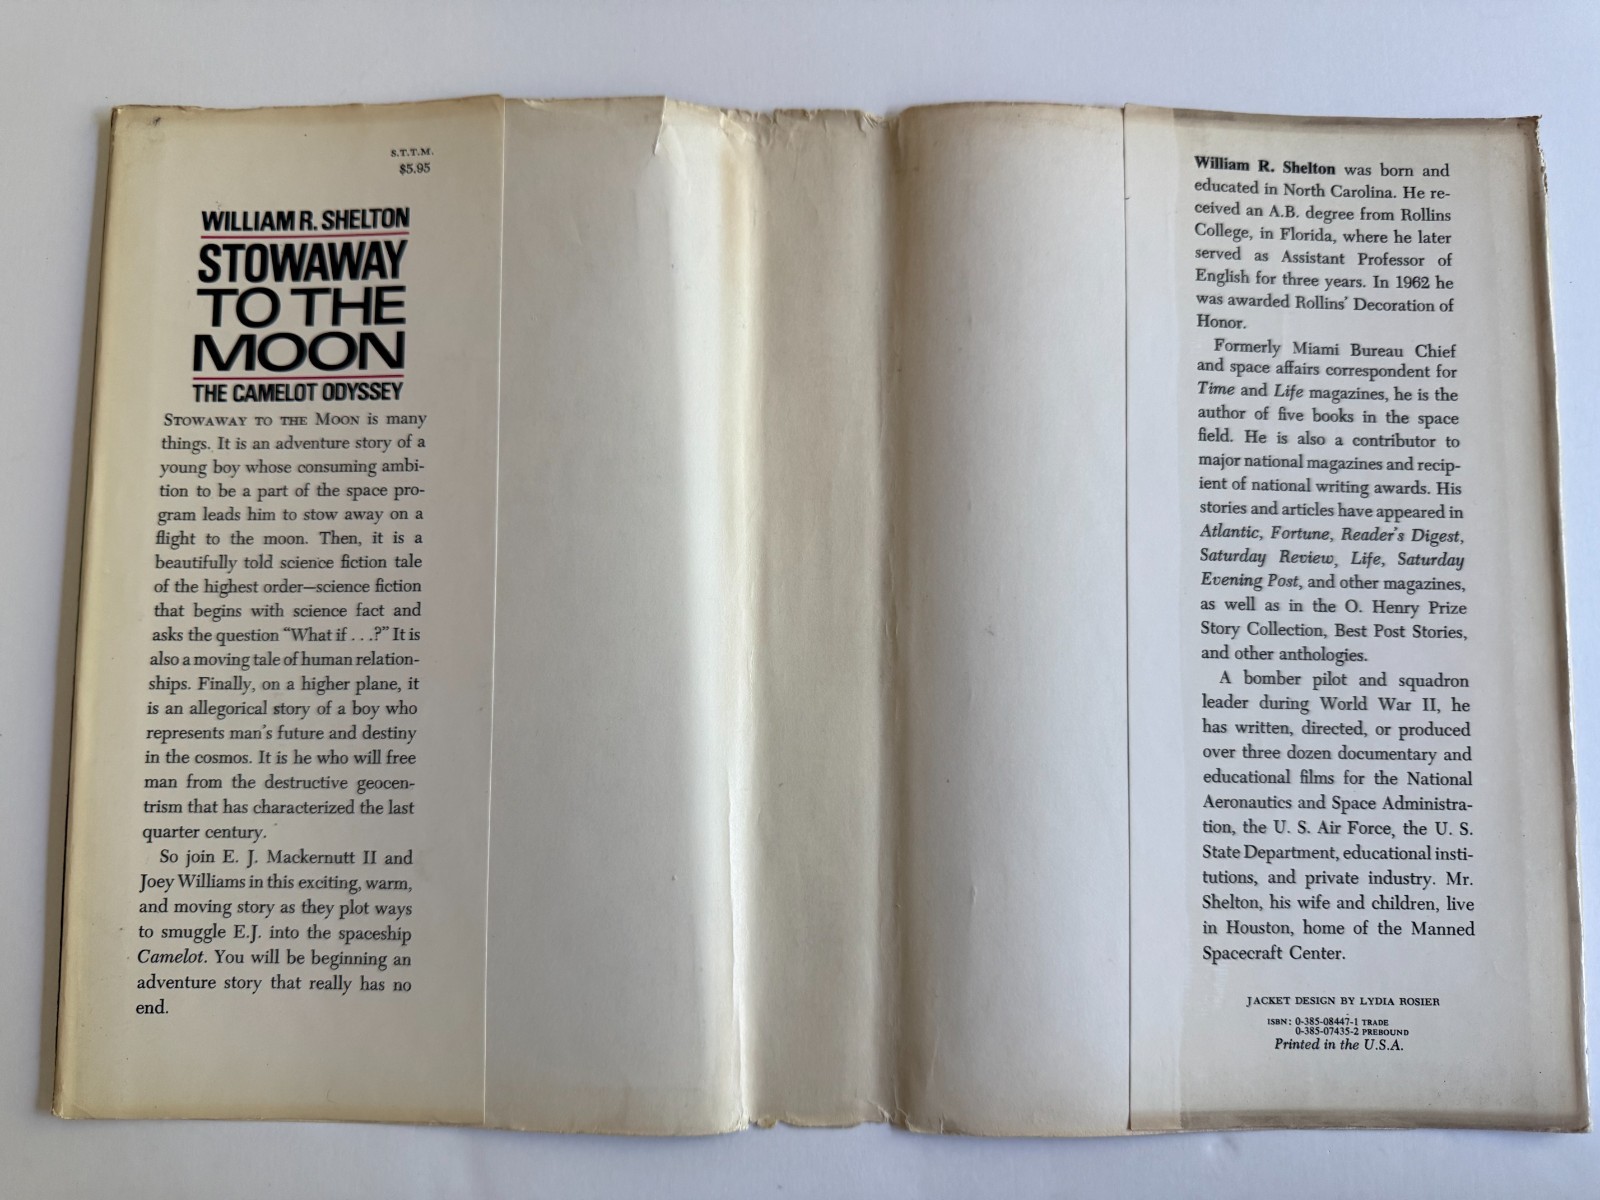 S.T.T.M.
$5.95
WILLIAM R. SHELTON
STOWAWAY
TO THE
MOON
THE CAMELOT ODYSSEY
STOWAWAY TO THE MOON is many
things. It is an adventure story of a
young boy whose consuming ambi-
tion to be a part of the space pro-
gram leads him to stow away on a
flight to the moon. Then, it is a
beautifully told science fiction tale
of the highest order—science fiction
that begins with science fact and
asks the question “What if . . .?” It is
also a moving tale of human relation-
ships. Finally, on a higher plane, it
is an allegorical story of a boy who
represents man's future and destiny
in the cosmos. It is he who will free
man from the destructive geocen-
trism that has characterized the last
quarter century.
So join E. J. Mackernutt II and
Joey Williams in this exciting, warm,
and moving story as they plot ways
to smuggle E.J. into the spaceship
Camelot. You will be beginning an
adventure story that really has no
end.
William R. Shelton was born and
educated in North Carolina. He re-
ceived an A.B. degree from Rollins
College, in Florida, where he later
served as Assistant Professor of
English for three years. In 1962 he
was awarded Rollins' Decoration of
Honor.
Formerly Miami Bureau Chief
and space affairs correspondent for
Time and Life magazines, he is the
author of five books in the space
field. He is also a contributor to
major national magazines and recip-
ient of national writing awards. His
stories and articles have appeared in
Atlantic, Fortune, Reader's Digest,
Saturday Review, Life, Saturday
Evening Post, and other magazines,
as well as in the O. Henry Prize
Story Collection, Best Post Stories,
and other anthologies.
A bomber pilot and squadron
leader during World War II, he
has written, directed, or produced
over three dozen documentary and
educational films for the National
Aeronautics and Space Administra-
tion, the U. S. Air Force, the U. S.
State Department, educational insti-
tutions, and private industry. Mr.
Shelton, his wife and children, live
in Houston, home of the Manned
Spacecraft Center.
JACKET DESIGN BY LYDIA ROSIER
ISBN: 0-385-08447-1 TRADE
0-385-07435-2 PREBOUND
Printed in the U.S.A.